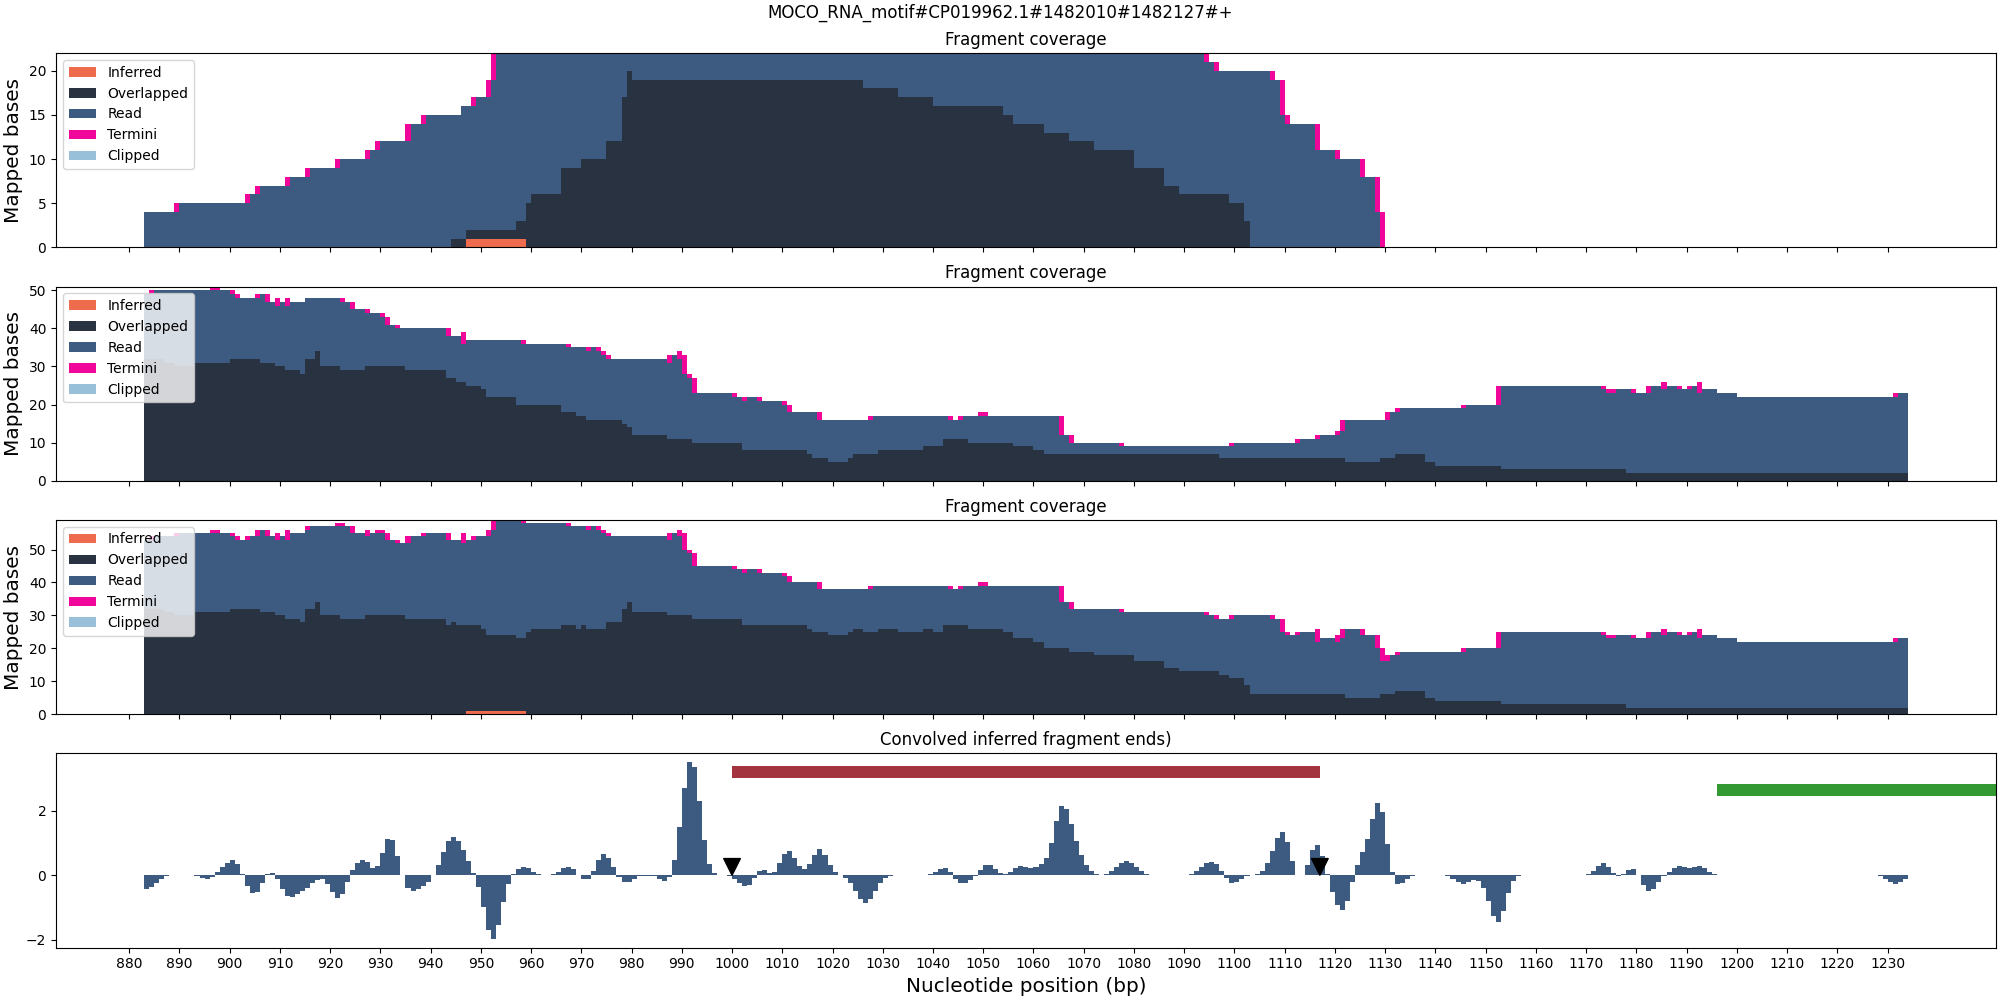 MOCO_RNA_motif#CP019962.1#1482010#1482127#+
Fragment coverage
Mapped bases
20
15
10
5
0
Inferred
Overlapped
Read
Termini
Clipped
Fragment coverage
Mapped bases
50
40
30
20
10
0
Inferred
Overlapped
Read
Termini
Clipped
Fragment coverage
Mapped bases
50
40
30
20
10
0
Inferred
Overlapped
Read
Termini
Clipped
Convolved inferred fragment ends)
2
0
−2
880 890 900 910 920 930 940 950 960 970 980 990 1000 1010 1020 1030 1040 1050 1060 1070 1080 1090 1100 1110 1120 1130 1140 1150 1160 1170 1180 1190 1200 1210 1220 1230
Nucleotide position (bp)